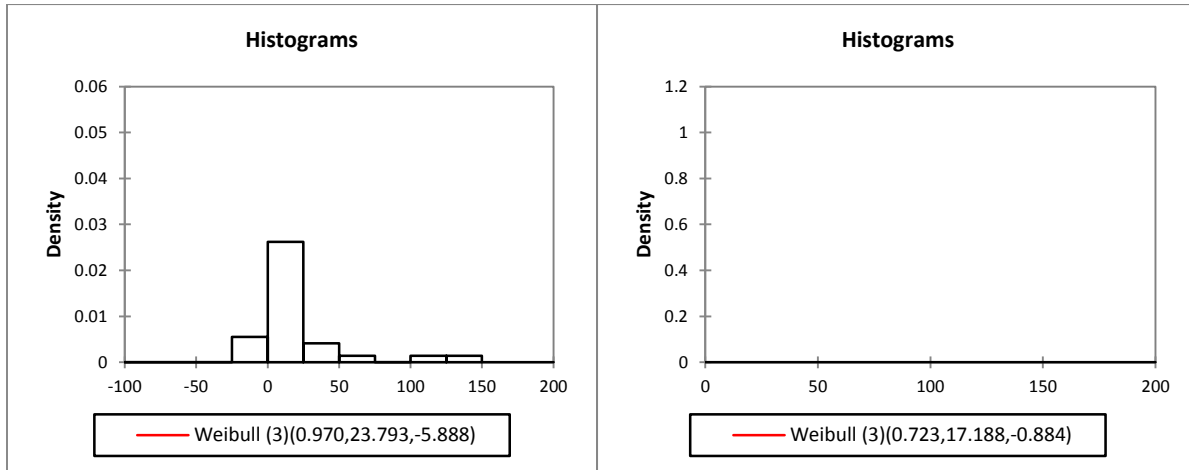 Histograms
0.06
0.05
0.04
0.03
0.02
0.01
0
Density
-100 -50 0 50 100 150 200
Weibull (3)(0.970,23.793,-5.888)
Histograms
1.2
1
0.8
0.6
0.4
0.2
0
Density
0 50 100 150 200
Weibull (3)(0.723,17.188,-0.884)